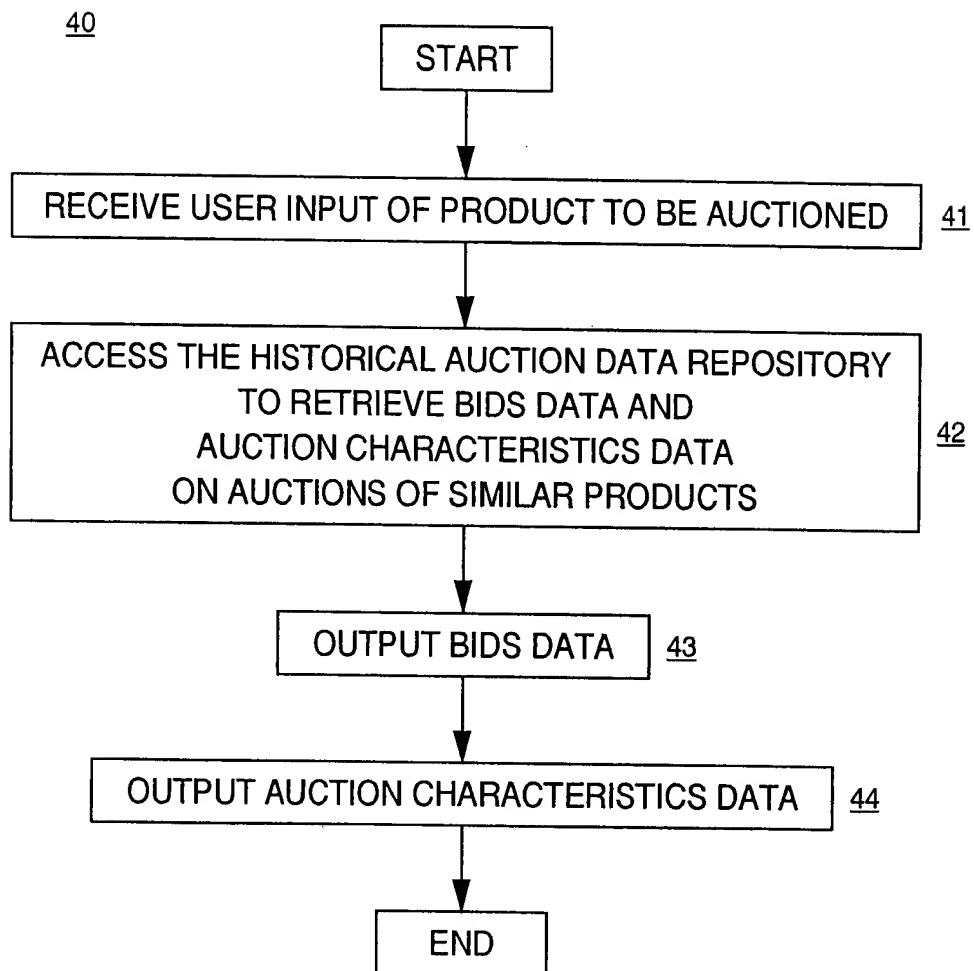 40
START
RECEIVE USER INPUT OF PRODUCT TO BE AUCTIONED
41
ACCESS THE HISTORICAL AUCTION DATA REPOSITORY
TO RETRIEVE BIDS DATA AND
AUCTION CHARACTERISTICS DATA
ON AUCTIONS OF SIMILAR PRODUCTS
42
OUTPUT BIDS DATA
43
OUTPUT AUCTION CHARACTERISTICS DATA
44
END